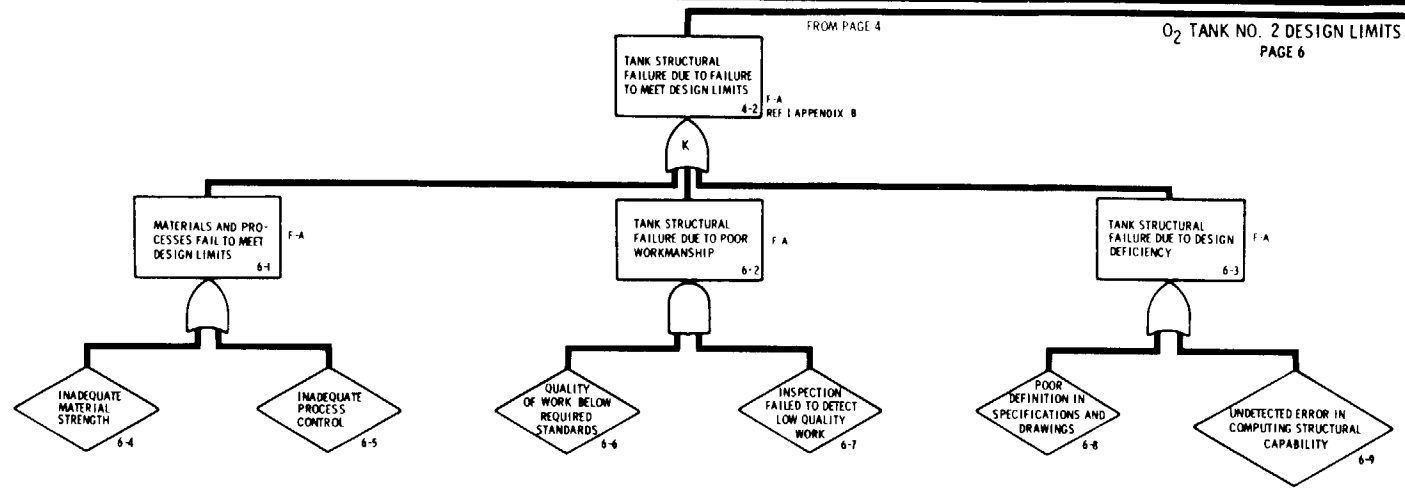 FROM PAGE 4
O₂ TANK NO. 2 DESIGN LIMITS
PAGE 6
TANK STRUCTURAL
FAILURE DUE TO FAILURE
TO MEET DESIGN LIMITS
4-2
F-A
REF 1 APPENDIX B
K
MATERIALS AND PRO-
CESSES FAIL TO MEET
DESIGN LIMITS
6-1
F-A
TANK STRUCTURAL
FAILURE DUE TO POOR
WORKMANSHIP
6-2
F A
TANK STRUCTURAL
FAILURE DUE TO DESIGN
DEFICIENCY
6-3
F-A
INADEQUATE
MATERIAL
STRENGTH
6-4
INADEQUATE
PROCESS
CONTROL
6-5
QUALITY
OF WORK BELOW
REQUIRED
STANDARDS
6-6
INSPECTION
FAILED TO DETECT
LOW QUALITY
WORK
6-7
POOR
DEFINITION IN
SPECIFICATIONS AND
DRAWINGS
6-8
UNDETECTED ERROR IN
COMPUTING STRUCTURAL
CAPABILITY
6-9